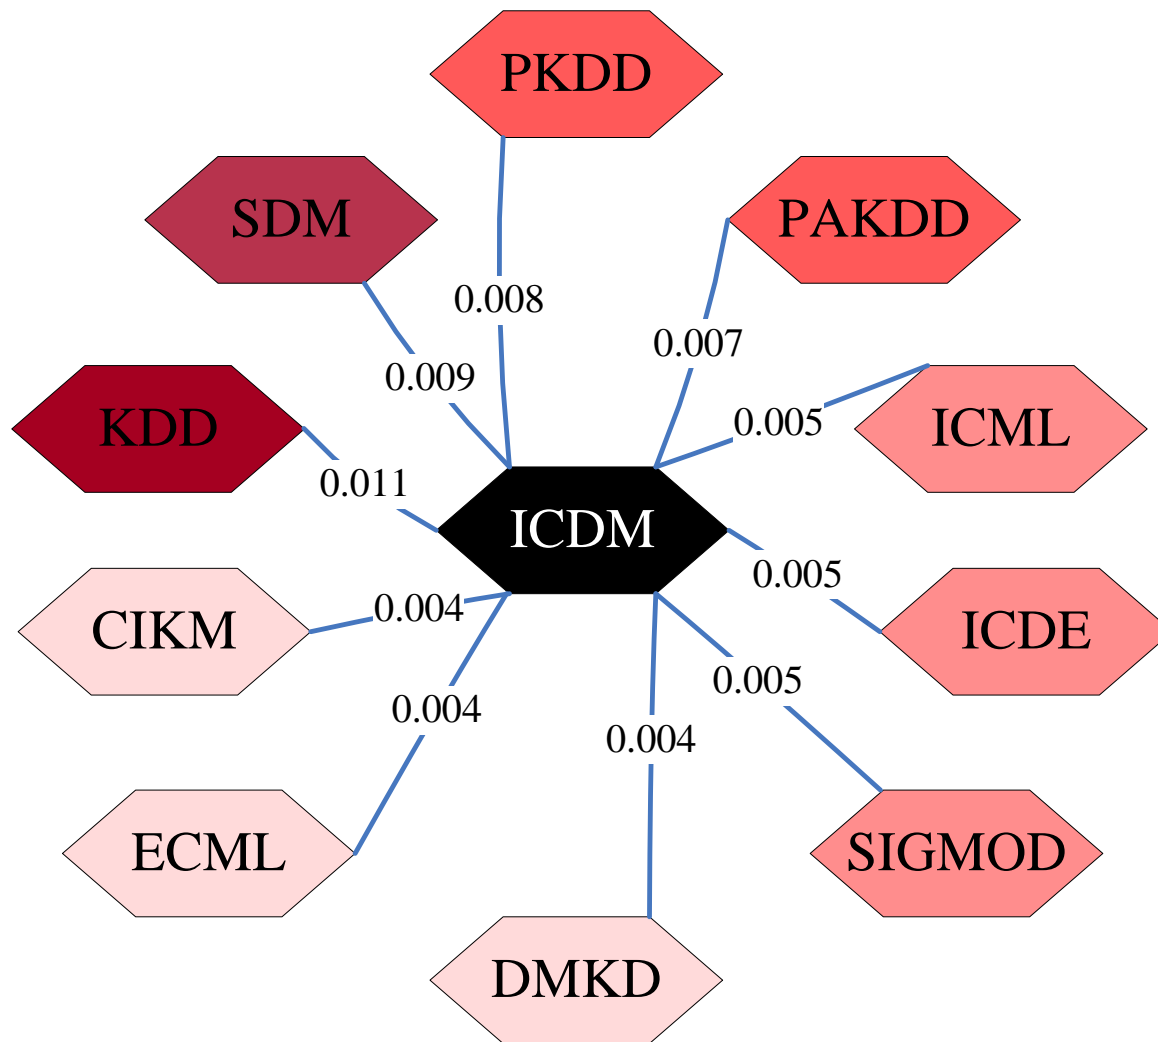 PKDD
SDM
PAKDD
0.008
0.007
0.009
KDD
0.005
ICML
0.011
ICDM
0.005
CIKM
0.004
ICDE
0.005
0.004
0.004
ECML
SIGMOD
DMKD